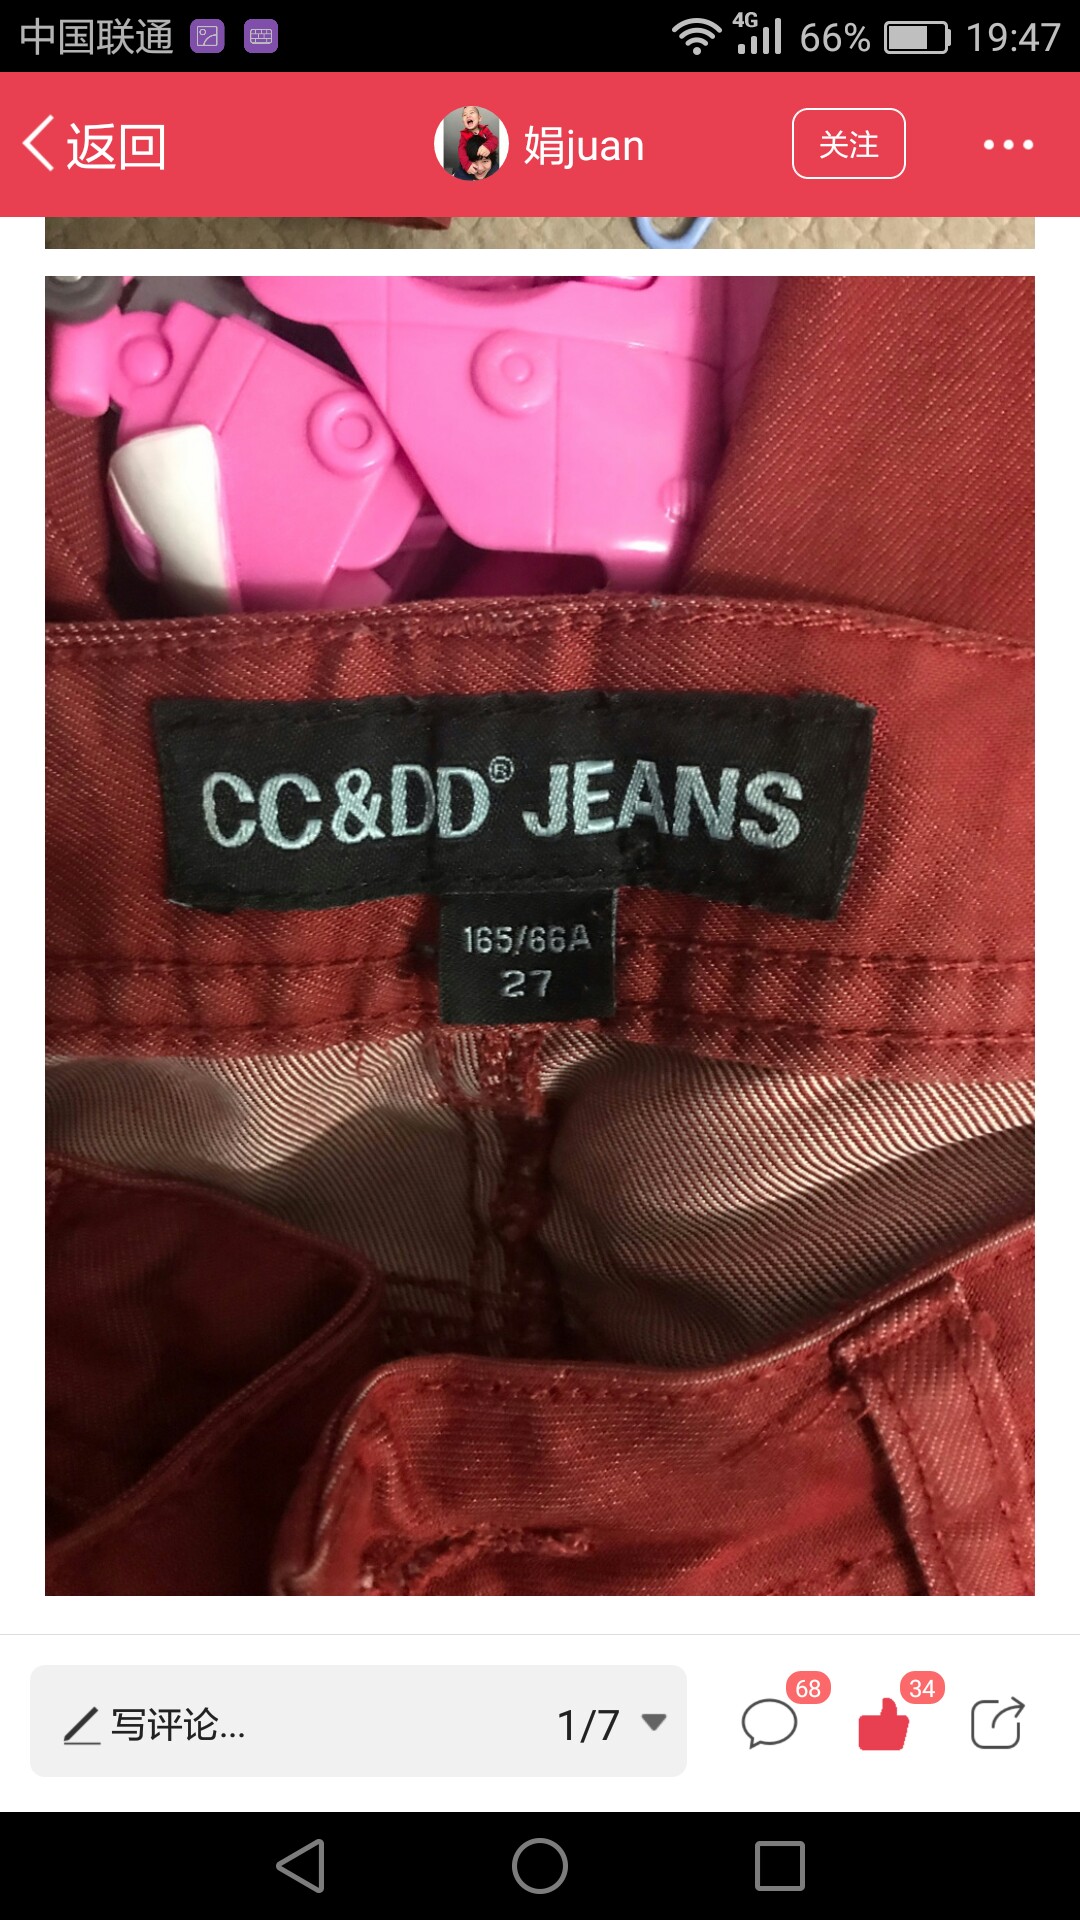 中国联通 4G 66% 19:47
返回 娟juan 关注
CC&DD® JEANS
165/66A
27
写评论... 1/7 68 34